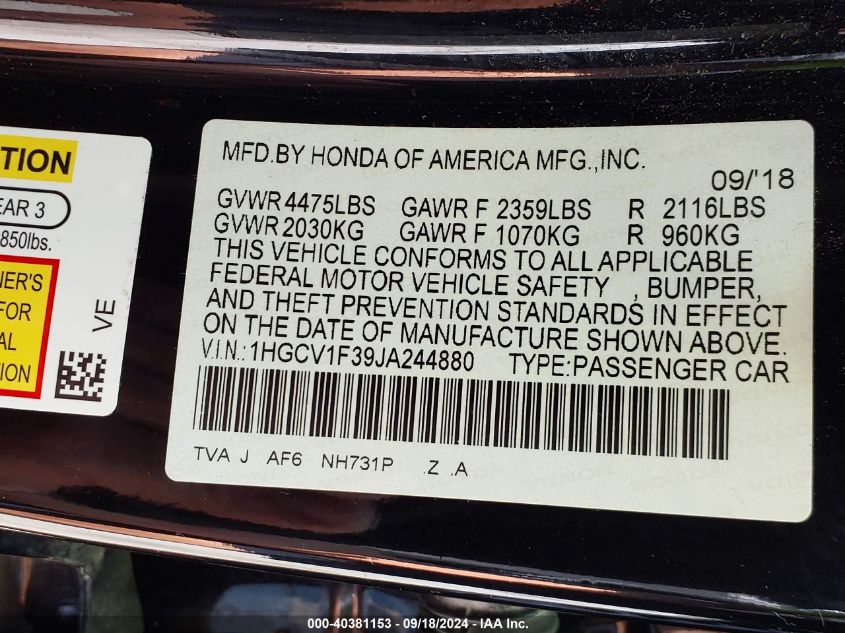 TION
EAR 3
850lbs.
NER'S
FOR
AL
ION
VE
MFD.BY HONDA OF AMERICA MFG.,INC.
09/'18
GVWR 4475LBS GAWR F 2359LBS R 2116LBS
GVWR 2030KG GAWR F 1070KG R 960KG
THIS VEHICLE CONFORMS TO ALL APPLICABLE
FEDERAL MOTOR VEHICLE SAFETY , BUMPER,
AND THEFT PREVENTION STANDARDS IN EFFECT
ON THE DATE OF MANUFACTURE SHOWN ABOVE.
V.I.N.:1HGCV1F39JA244880 TYPE:PASSENGER CAR
TVA J AF6 NH731P .Z .A
000-40381153 - 09/18/2024 - IAA Inc.